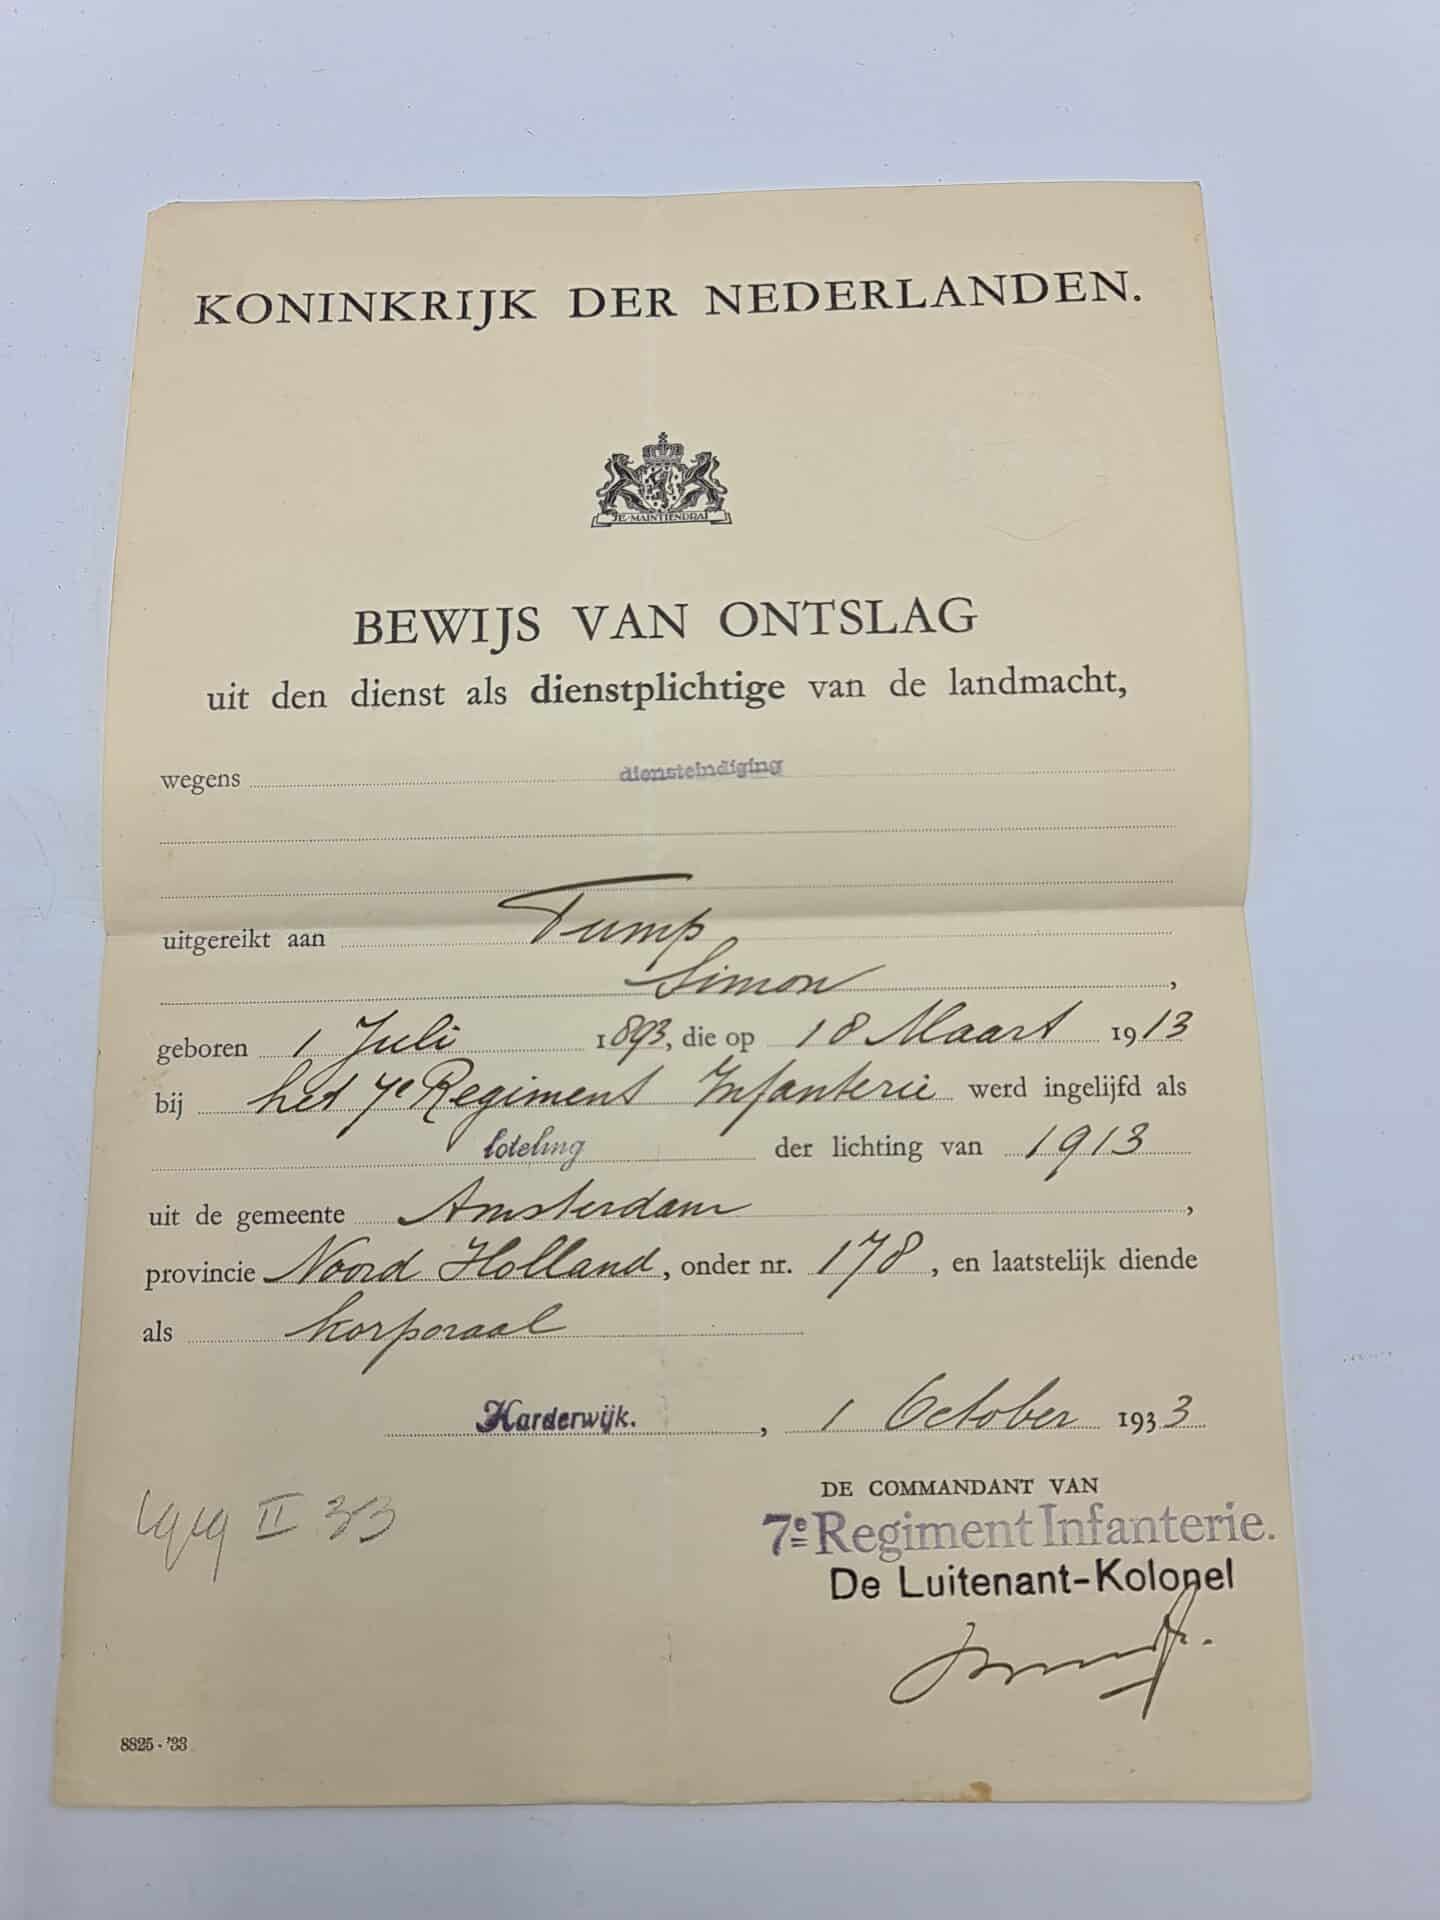 KONINKRIJK DER NEDERLANDEN.
JE MAINTIENDRAI
BEWIJS VAN ONTSLAG
uit den dienst als dienstplichtige van de landmacht,
wegens diensteindiging
uitgereikt aan Tump
Simon,
geboren 1 Juli 1893, die op 18 Maart 1913
bij het 7e Regiment Infanterie werd ingelijfd als
loteling der lichting van 1913
uit de gemeente Amsterdam,
provincie Noord Holland, onder nr. 178, en laatstelijk diende
als korporaal
Harderwijk., 1 October 1933
DE COMMANDANT VAN
7e Regiment Infanterie.
De Luitenant-Kolonel
II 33
8825 - '33